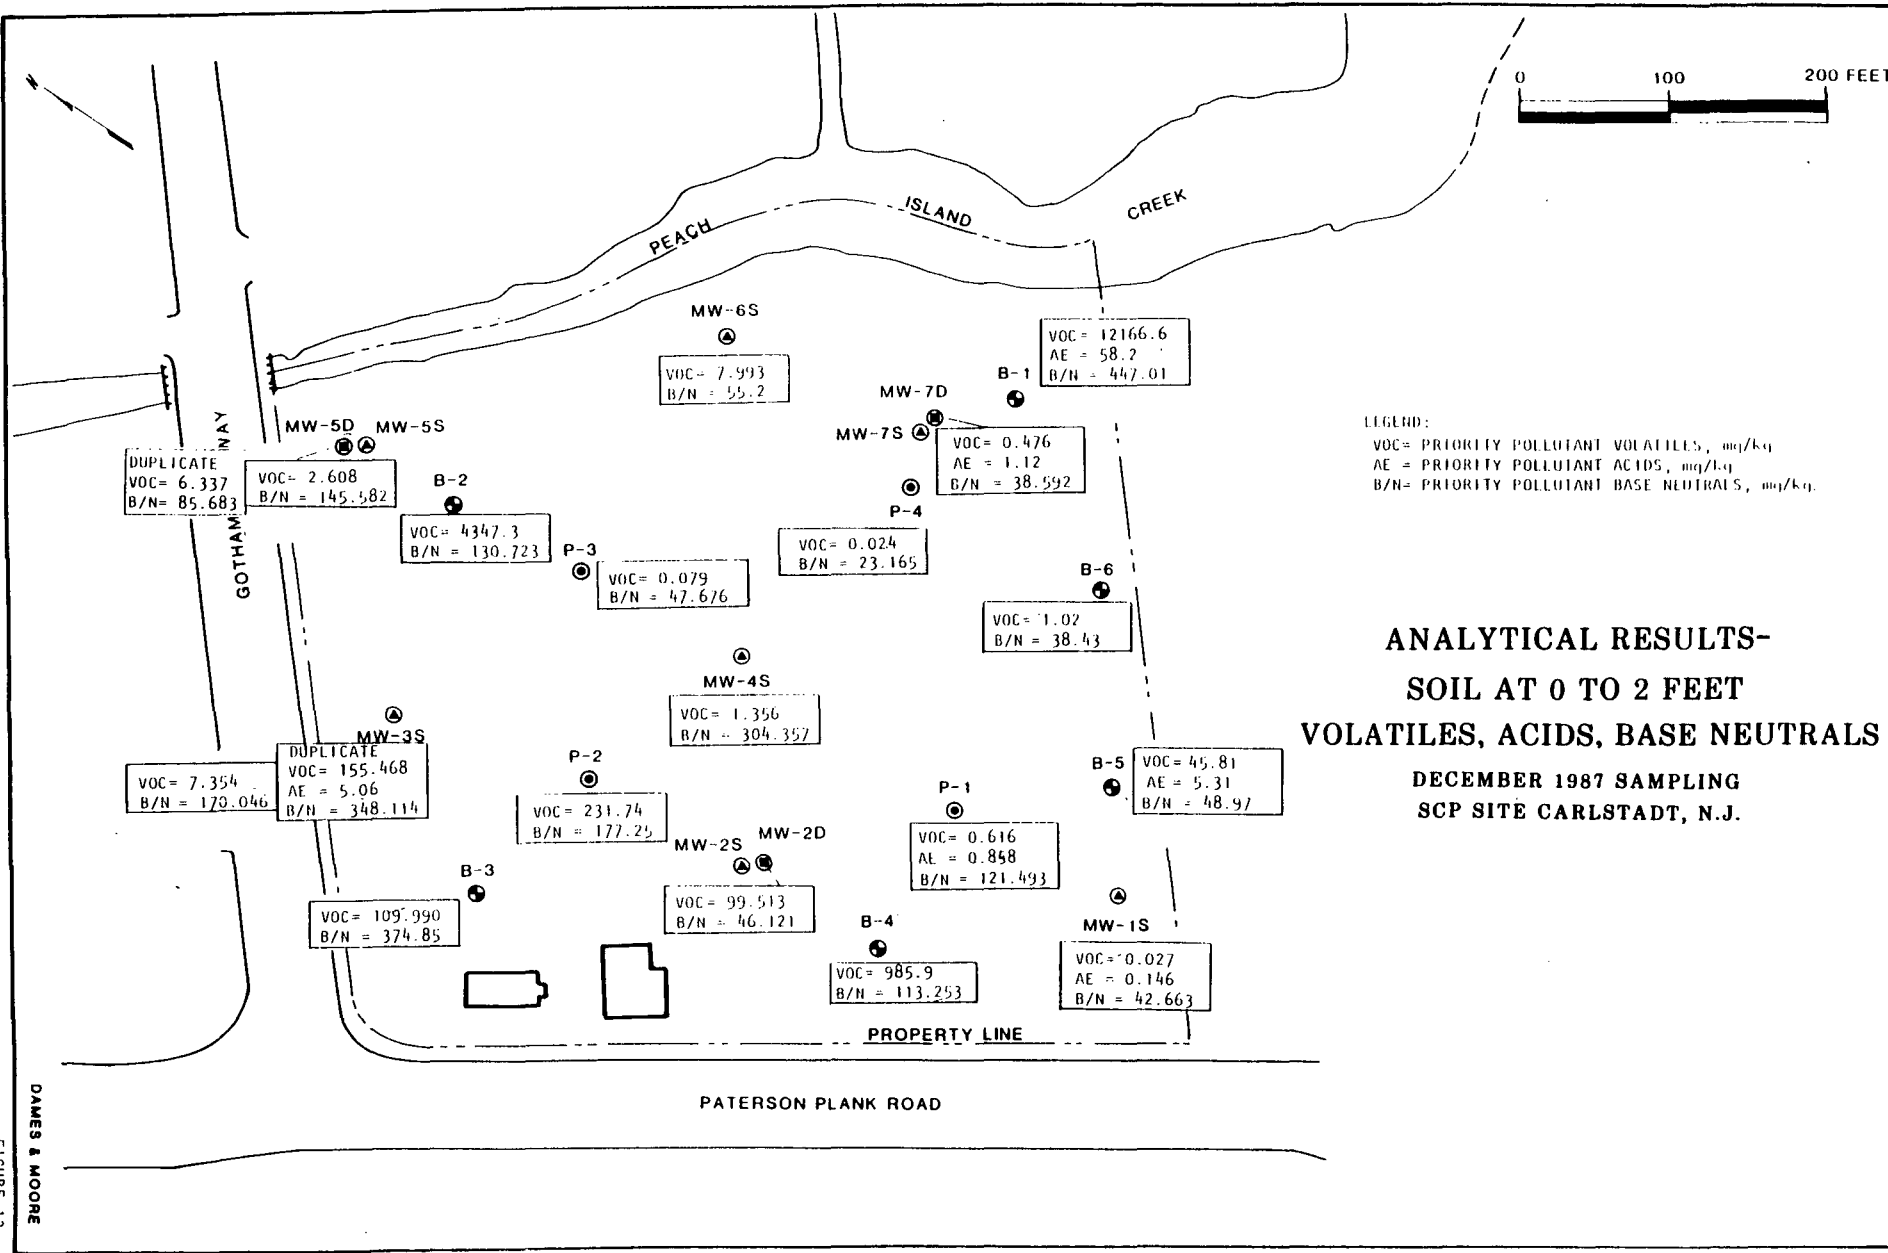 N
0 100 200 FEET
PEACH ISLAND CREEK
MW-6S
VOC= 7.993
B/N = 55.2
VOC= 12166.6
AE = 58.2
B/N = 447.01
B-1
MW-7D
MW-7S
VOC= 0.476
AE = 1.12
B/N = 38.592
LEGEND:
VOC= PRIORITY POLLUTANT VOLATILES, mg/kg
AE = PRIORITY POLLUTANT ACIDS, mg/kg
B/N= PRIORITY POLLUTANT BASE NEUTRALS, mg/kg.
MW-5D MW-5S
DUPLICATE
VOC= 6.337
B/N= 85.683
VOC= 2.608
B/N = 145.582
GOTHAM
B-2
VOC= 4347.3
B/N = 130.723
P-3
VOC= 0.079
B/N = 47.676
P-4
VOC= 0.024
B/N = 23.165
B-6
VOC= 1.02
B/N = 38.43
MW-4S
VOC= 1.356
B/N = 304.357
ANALYTICAL RESULTS-
SOIL AT 0 TO 2 FEET
VOLATILES, ACIDS, BASE NEUTRALS
DECEMBER 1987 SAMPLING
SCP SITE CARLSTADT, N.J.
MW-3S
DUPLICATE
VOC= 155.468
AE = 5.06
B/N = 348.114
VOC= 7.354
B/N = 170.046
P-2
VOC= 231.74
B/N = 177.25
P-1
VOC= 0.616
AE = 0.858
B/N = 121.493
B-5
VOC= 45.81
AE = 5.31
B/N = 48.97
MW-2S MW-2D
VOC= 99.513
B/N = 46.121
B-3
VOC= 109.990
B/N = 374.85
B-4
VOC= 985.9
B/N = 113.253
MW-1S
VOC= 0.027
AE = 0.146
B/N = 42.663
PROPERTY LINE
PATERSON PLANK ROAD
DAMES & MOORE